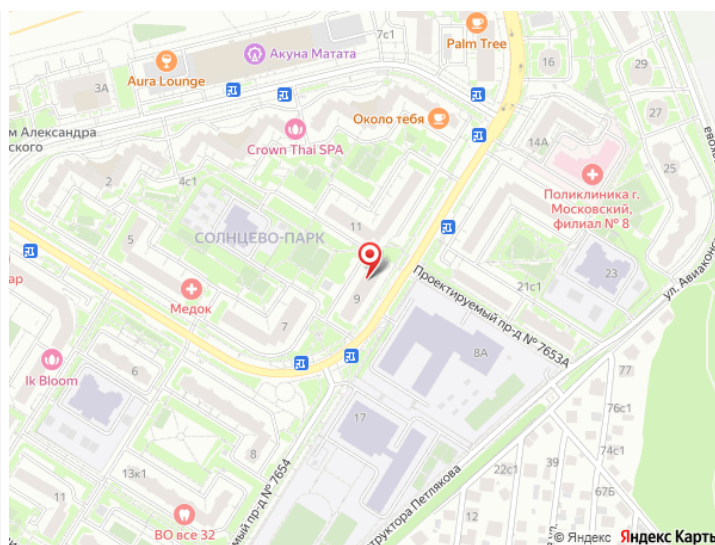 7с1
Palm Tree
Акуна Матата
Aura Lounge
3А
16
29
27
м Александра
ского
Около тебя
Crown Thai SPA
14А
25
2
4с1
Поликлиника г.
Московский,
филиал № 8
11
СОЛНЦЕВО-ПАРК
5
Проектируемый пр-д № 7653А
21с1
23
ул. Авиаконс
ар
Медок
9
7
8А
Ik Bloom
6
77
17
76с1
8
74с1
13к1
39
22с1
67Б
11
ВО все 32
ый пр-д № 7654
структора Петлякова
© Яндекс Яндекс Карты